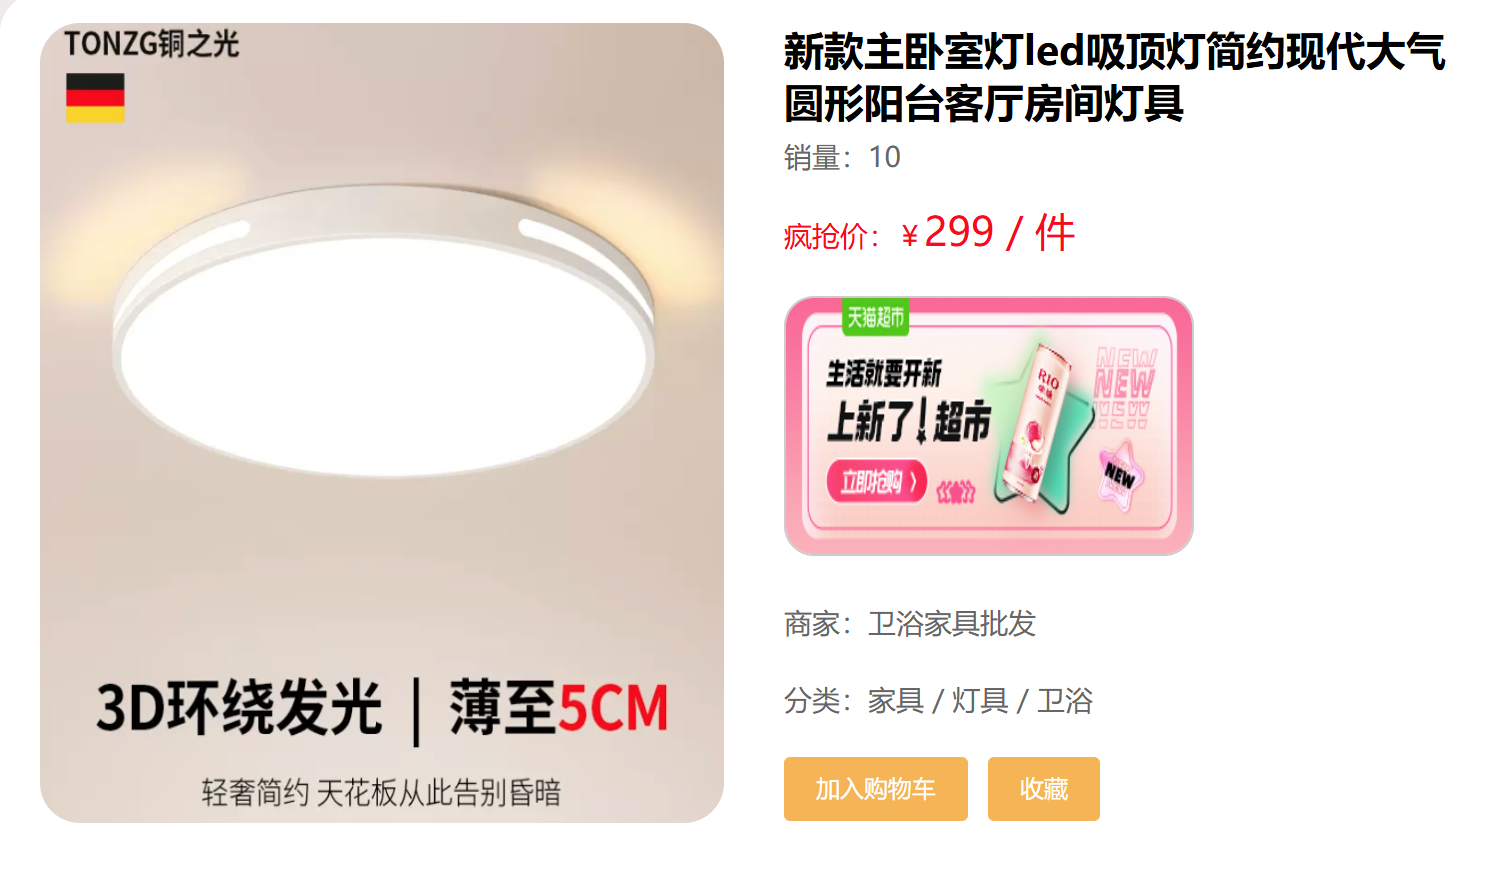 TONZG铜之光
3D环绕发光 | 薄至5CM
轻奢简约 天花板从此告别昏暗
新款主卧室灯led吸顶灯简约现代大气
圆形阳台客厅房间灯具
销量：10
疯抢价：￥299 / 件
天猫超市
生活就要开新
上新了！超市
立即抢购 〉
RIO
NEW
NEW
NEW
NEW
商家：卫浴家具批发
分类：家具 / 灯具 / 卫浴
加入购物车
收藏